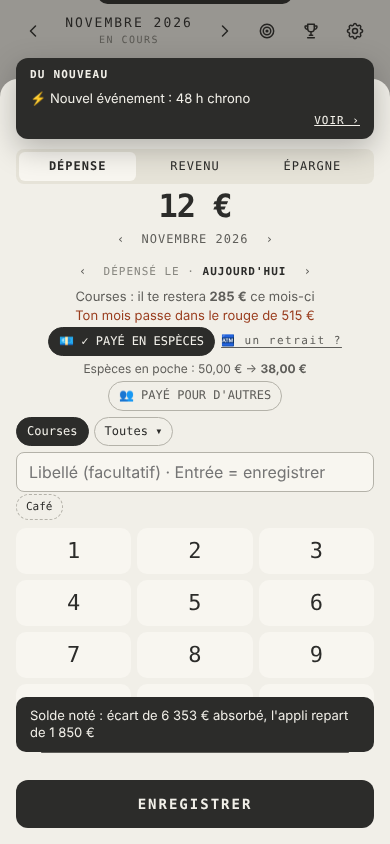 NOVEMBRE 2026
EN COURS
DU NOUVEAU
⚡ Nouvel événement : 48 h chrono
VOIR ›
DÉPENSE REVENU ÉPARGNE
12 €
‹ NOVEMBRE 2026 ›
‹ DÉPENSÉ LE · AUJOURD'HUI ›
Courses : il te restera 285 € ce mois-ci
Ton mois passe dans le rouge de 515 €
💶 ✓ PAYÉ EN ESPÈCES 🏧 un retrait ?
Espèces en poche : 50,00 € → 38,00 €
👥 PAYÉ POUR D'AUTRES
Courses Toutes ▾
Libellé (facultatif) · Entrée = enregistrer
Café
1 2 3
4 5 6
7 8 9
Solde noté : écart de 6 353 € absorbé, l'appli repart
de 1 850 €
ENREGISTRER